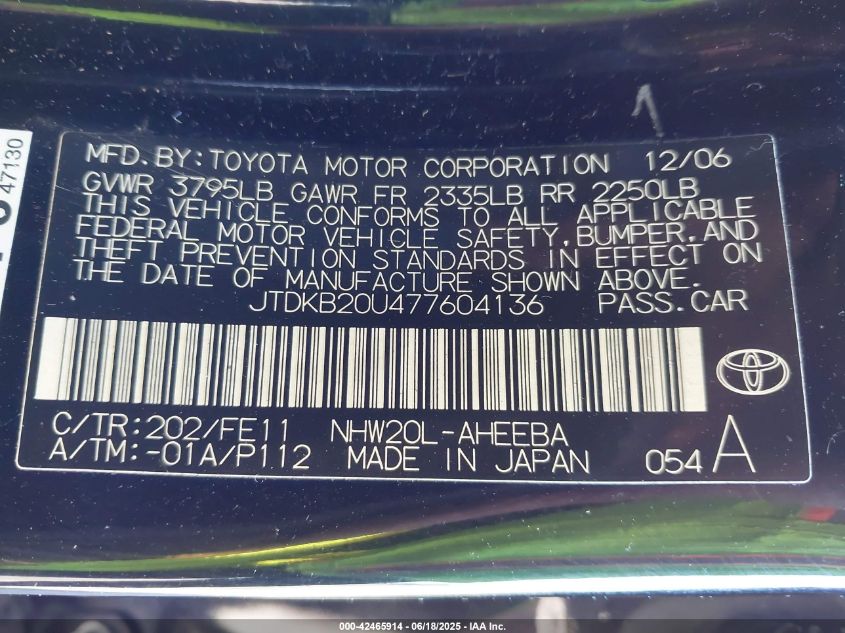 47130
MFD.BY:TOYOTA MOTOR CORPORATION 12/06
GVWR 3795LB GAWR FR 2335LB RR 2250LB
THIS VEHICLE CONFORMS TO ALL APPLICABLE
FEDERAL MOTOR VEHICLE SAFETY,BUMPER,AND
THEFT PREVENTION STANDARDS IN EFFECT ON
THE DATE OF MANUFACTURE SHOWN ABOVE.
JTDKB20U477604136 PASS.CAR
C/TR:202/FE11 NHW20L-AHEEBA
A/TM:-01A/P112 MADE IN JAPAN 054 A
000-42465914 - 06/18/2025 - IAA Inc.